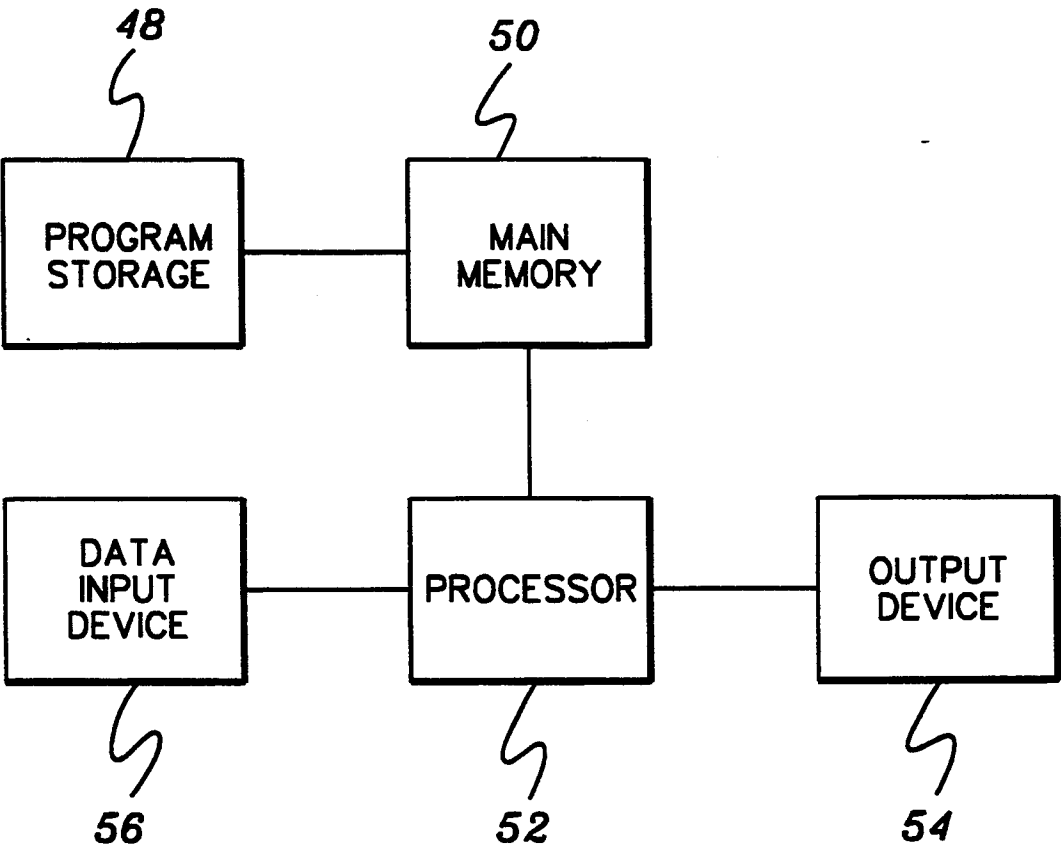 48
50
PROGRAM
STORAGE
MAIN
MEMORY
DATA
INPUT
DEVICE
PROCESSOR
OUTPUT
DEVICE
56
52
54